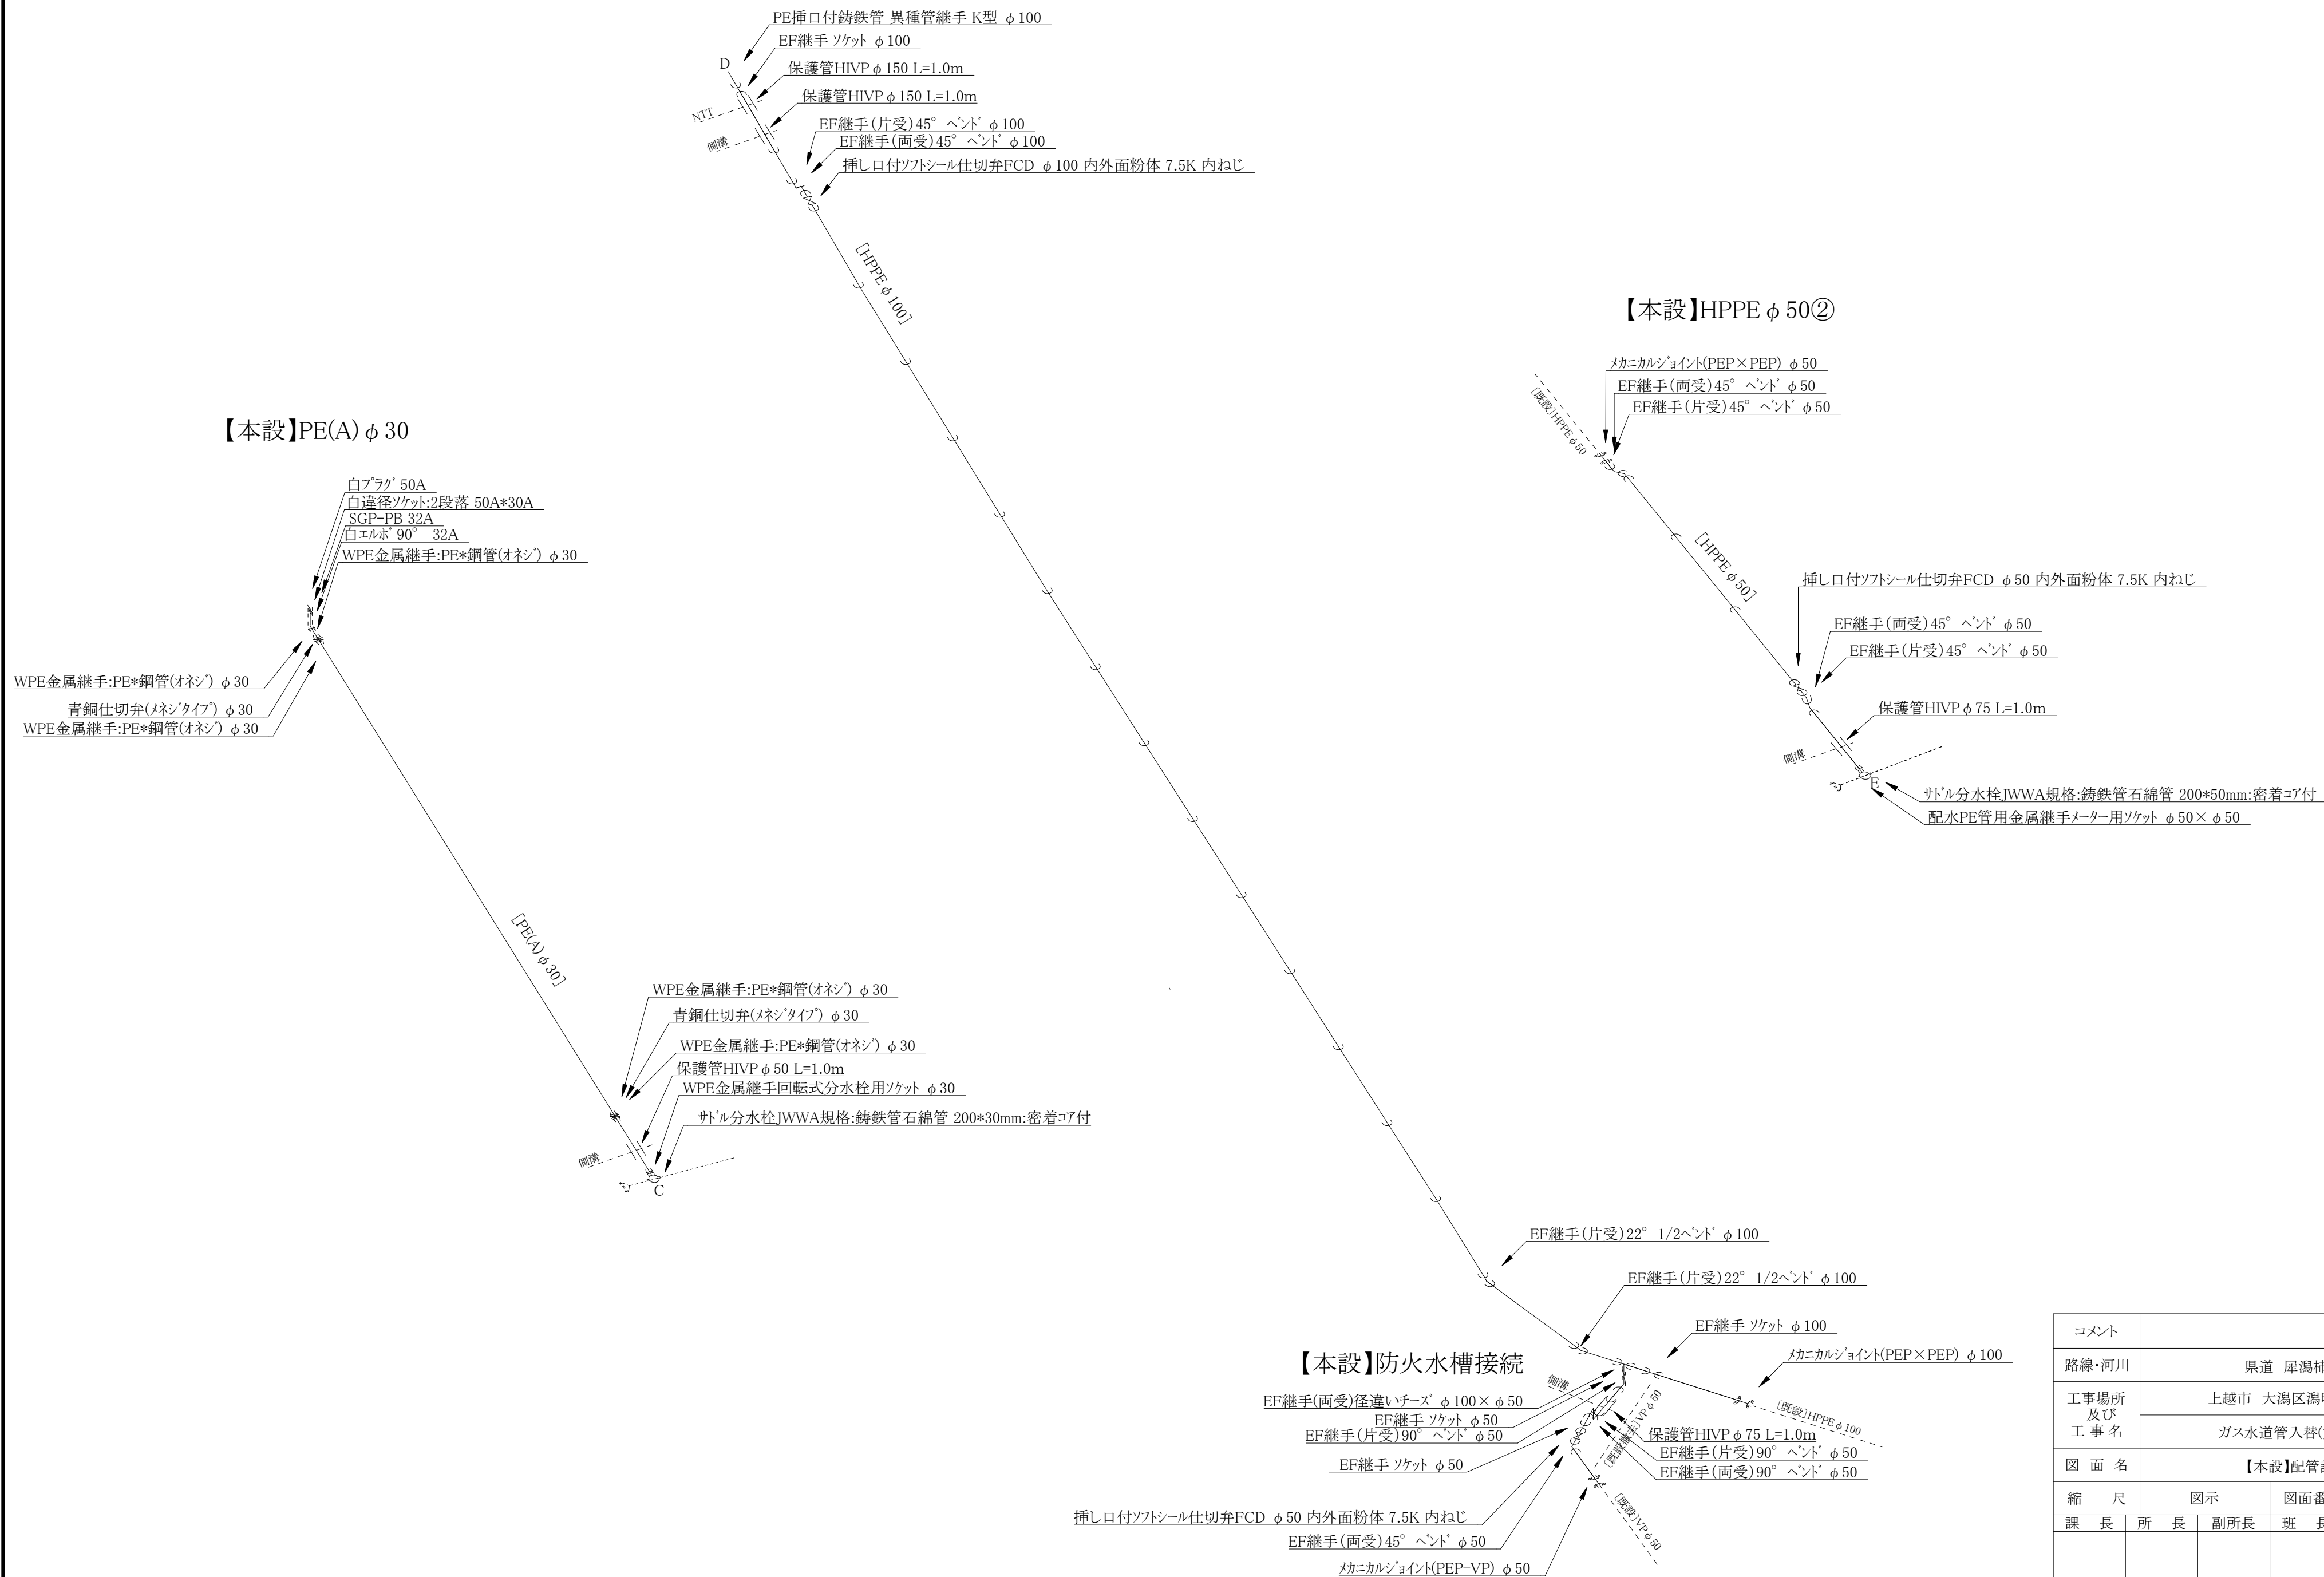 PE挿口付鋳鉄管 異種管継手 K型 φ100
EF継手 ソケット φ100
D
保護管HIVPφ150 L=1.0m
保護管HIVPφ150 L=1.0m
NTT
側溝
EF継手(片受)45° ベンド φ100
EF継手(両受)45° ベンド φ100
挿し口付ソフトシール仕切弁FCD φ100 内外面粉体 7.5K 内ねじ
[HPPEφ100]
【本設】HPPEφ50②
メカニカルジョイント(PEP×PEP) φ50
EF継手(両受)45° ベンド φ50
EF継手(片受)45° ベンド φ50
[既設]HPPEφ50
[HPPEφ50]
挿し口付ソフトシール仕切弁FCD φ50 内外面粉体 7.5K 内ねじ
EF継手(両受)45° ベンド φ50
EF継手(片受)45° ベンド φ50
保護管HIVPφ75 L=1.0m
側溝
E
サドル分水栓JWWA規格:鋳鉄管石綿管 200*50mm:密着コア付
配水PE管用金属継手メーター用ソケット φ50×φ50
【本設】PE(A)φ30
白プラグ 50A
白違径ソケット:2段落 50A*30A
SGP-PB 32A
白エルボ 90° 32A
WPE金属継手:PE*鋼管(オネジ) φ30
WPE金属継手:PE*鋼管(オネジ) φ30
青銅仕切弁(メネジタイプ) φ30
WPE金属継手:PE*鋼管(オネジ) φ30
[PE(A)φ30]
WPE金属継手:PE*鋼管(オネジ) φ30
青銅仕切弁(メネジタイプ) φ30
WPE金属継手:PE*鋼管(オネジ) φ30
保護管HIVPφ50 L=1.0m
WPE金属継手回転式分水栓用ソケット φ30
サドル分水栓JWWA規格:鋳鉄管石綿管 200*30mm:密着コア付
側溝
C
EF継手(片受)22° 1/2ベンド φ100
EF継手(片受)22° 1/2ベンド φ100
EF継手 ソケット φ100
メカニカルジョイント(PEP×PEP) φ100
[既設]HPPEφ100
【本設】防火水槽接続
側溝
EF継手(両受)径違いチーズ φ100×φ50
EF継手 ソケット φ50
EF継手(片受)90° ベンド φ50
EF継手 ソケット φ50
[既設撤去]VPφ50
保護管HIVPφ75 L=1.0m
EF継手(片受)90° ベンド φ50
EF継手(両受)90° ベンド φ50
挿し口付ソフトシール仕切弁FCD φ50 内外面粉体 7.5K 内ねじ
EF継手(両受)45° ベンド φ50
メカニカルジョイント(PEP-VP) φ50
[既設]VPφ50
コメント
路線・河川 県道 犀潟
工事場所 及び 工事名
上越市 大潟区潟
ガス水道管入替(
図面名 【本設】配管
縮尺 図示 図面
課長 所長 副所長 班